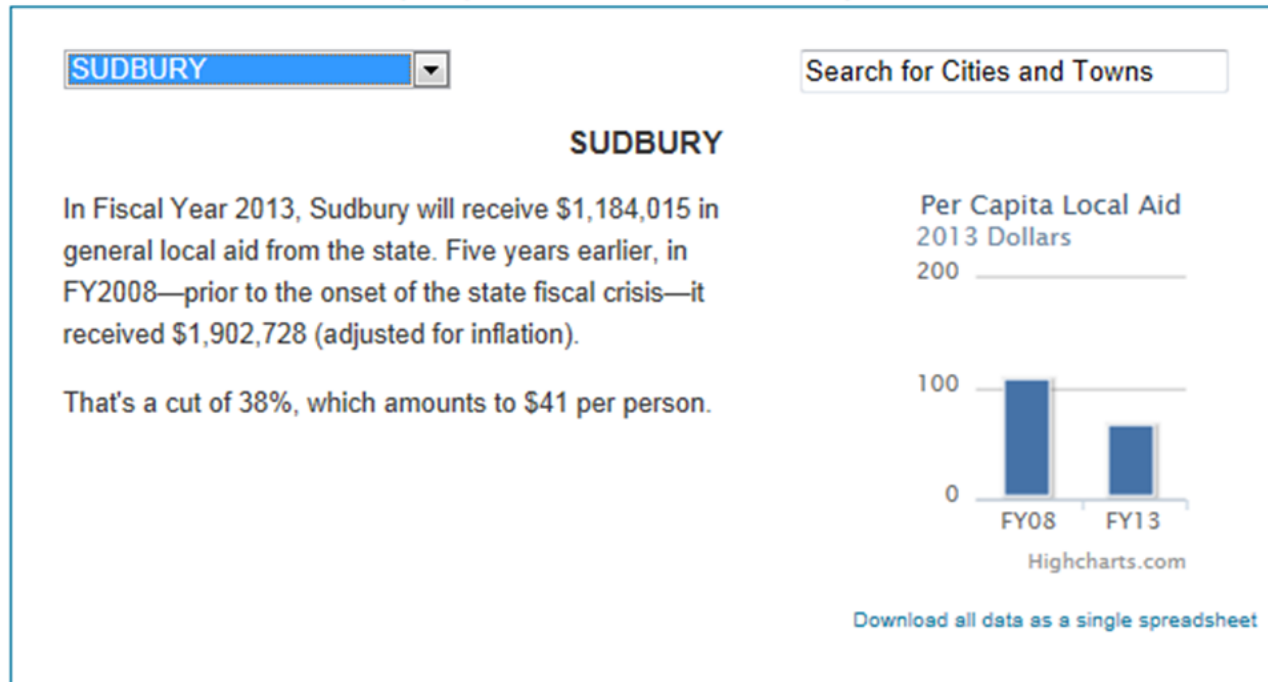 SUDBURY
Search for Cities and Towns
SUDBURY
In Fiscal Year 2013, Sudbury will receive $1,184,015 in
general local aid from the state. Five years earlier, in
FY2008—prior to the onset of the state fiscal crisis—it
received $1,902,728 (adjusted for inflation).
That's a cut of 38%, which amounts to $41 per person.
Per Capita Local Aid
2013 Dollars
200
100
0
FY08 FY13
Highcharts.com
Download all data as a single spreadsheet